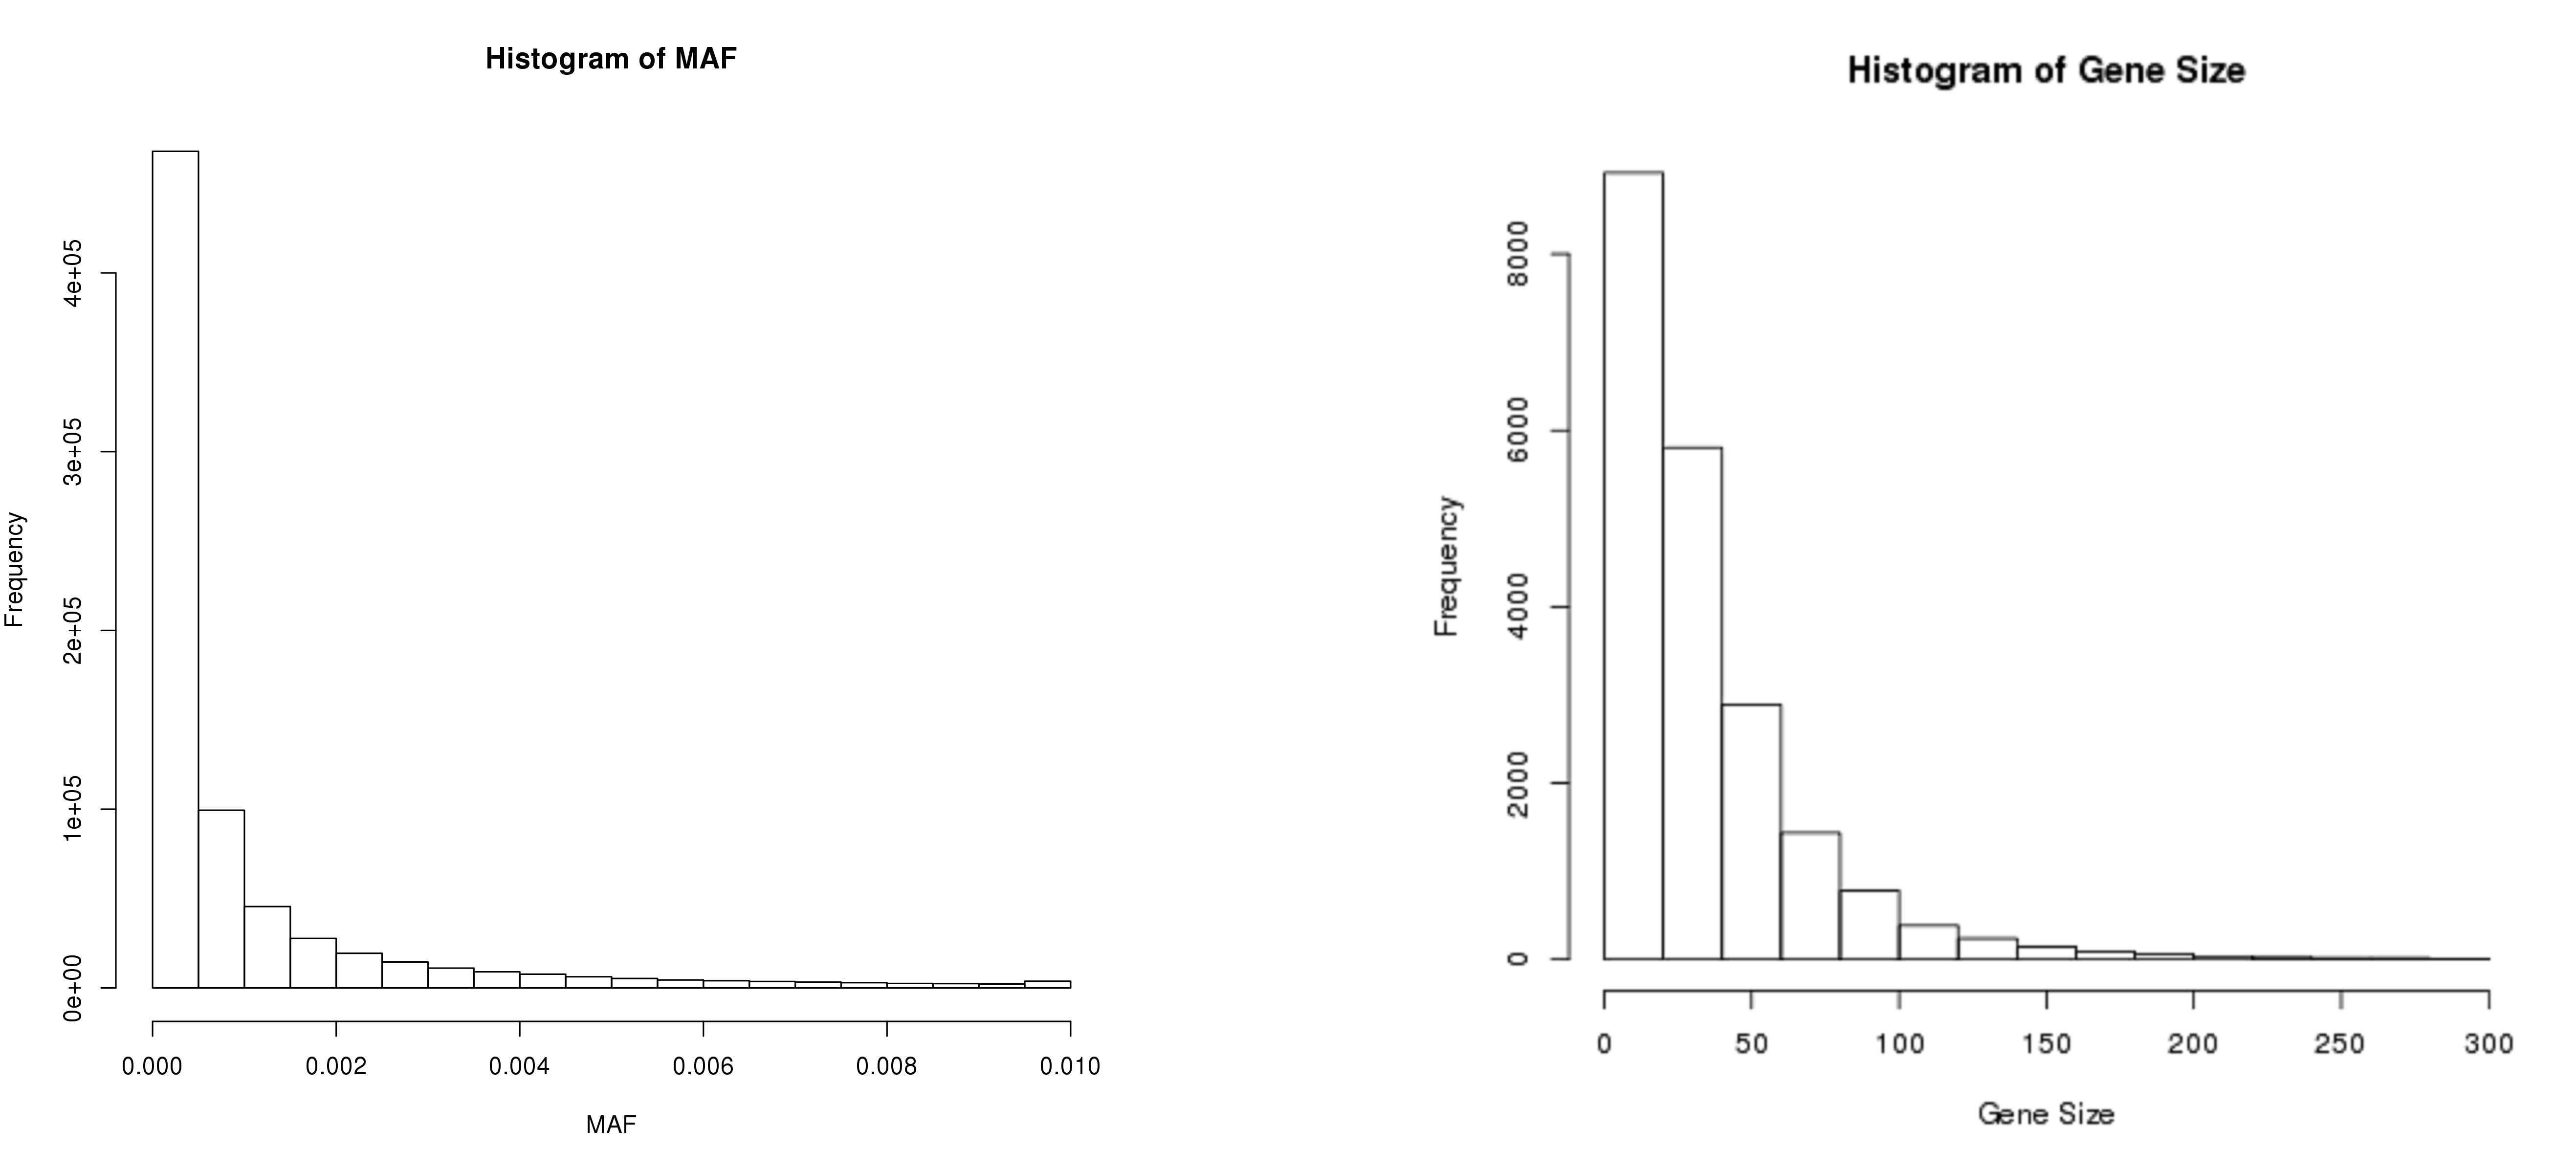 Histogram of MAF
Frequency
4e+05
3e+05
2e+05
1e+05
0e+00
0.000 0.002 0.004 0.006 0.008 0.010
MAF
Histogram of Gene Size
Frequency
8000
6000
4000
2000
0
0 50 100 150 200 250 300
Gene Size